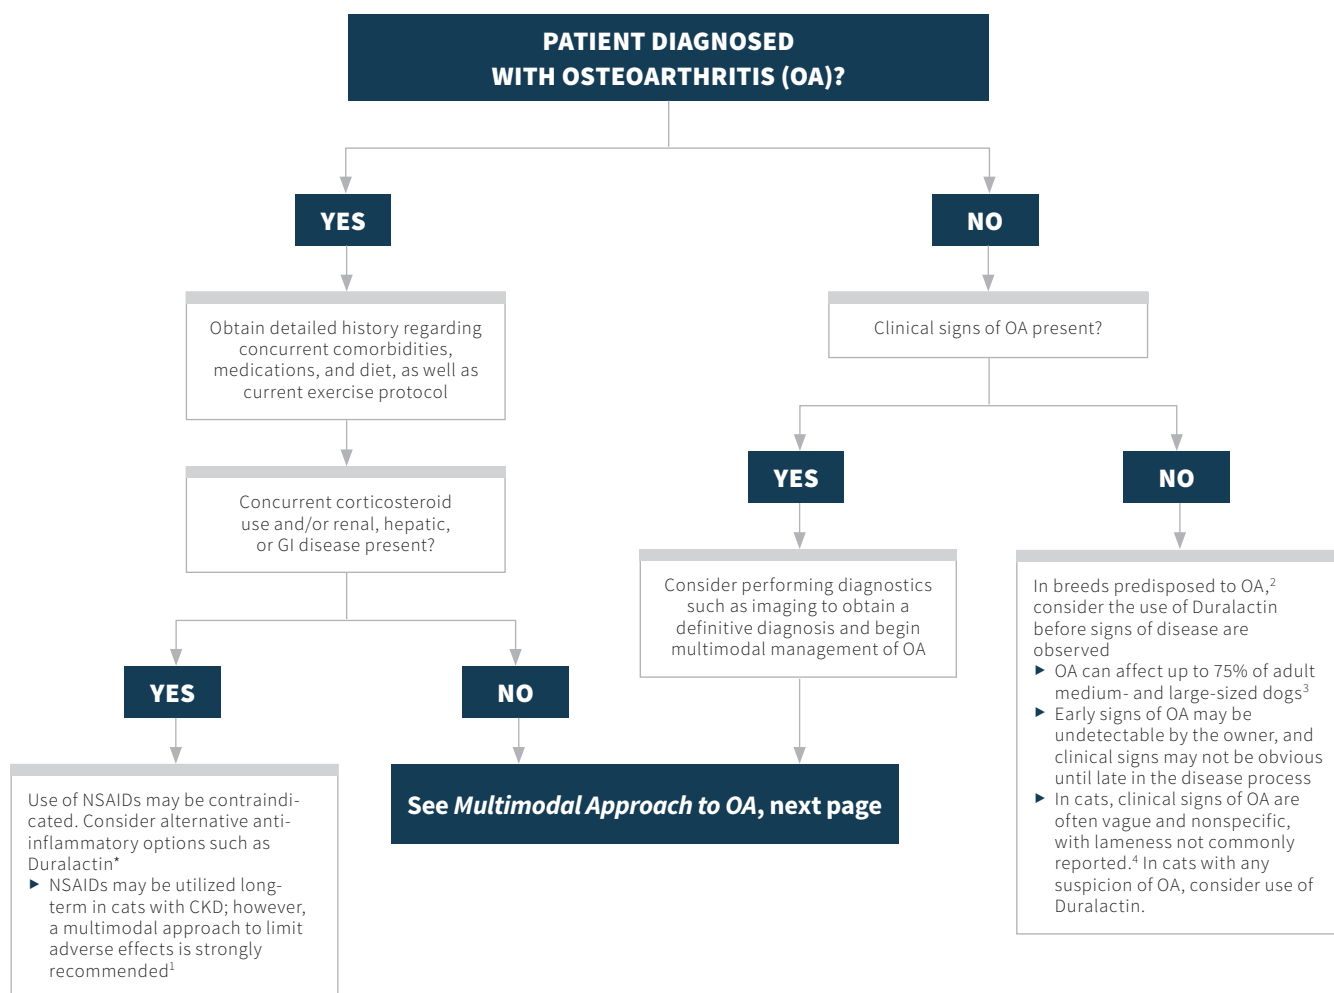 PATIENT DIAGNOSED
WITH OSTEOARTHRITIS (OA)?
YES
NO
Obtain detailed history regarding
concurrent comorbidities,
medications, and diet, as well as
current exercise protocol
Clinical signs of OA present?
Concurrent corticosteroid
use and/or renal, hepatic,
or GI disease present?
YES
NO
Consider performing diagnostics
such as imaging to obtain a
definitive diagnosis and begin
multimodal management of OA
In breeds predisposed to OA,²
consider the use of Duralactin
before signs of disease are
observed
▶ OA can affect up to 75% of adult
medium- and large-sized dogs³
▶ Early signs of OA may be
undetectable by the owner, and
clinical signs may not be obvious
until late in the disease process
▶ In cats, clinical signs of OA are
often vague and nonspecific,
with lameness not commonly
reported.⁴ In cats with any
suspicion of OA, consider use of
Duralactin.
YES
NO
Use of NSAIDs may be contraindi-
cated. Consider alternative anti-
inflammatory options such as
Duralactin*
▶ NSAIDs may be utilized long-
term in cats with CKD; however,
a multimodal approach to limit
adverse effects is strongly
recommended¹
See Multimodal Approach to OA, next page